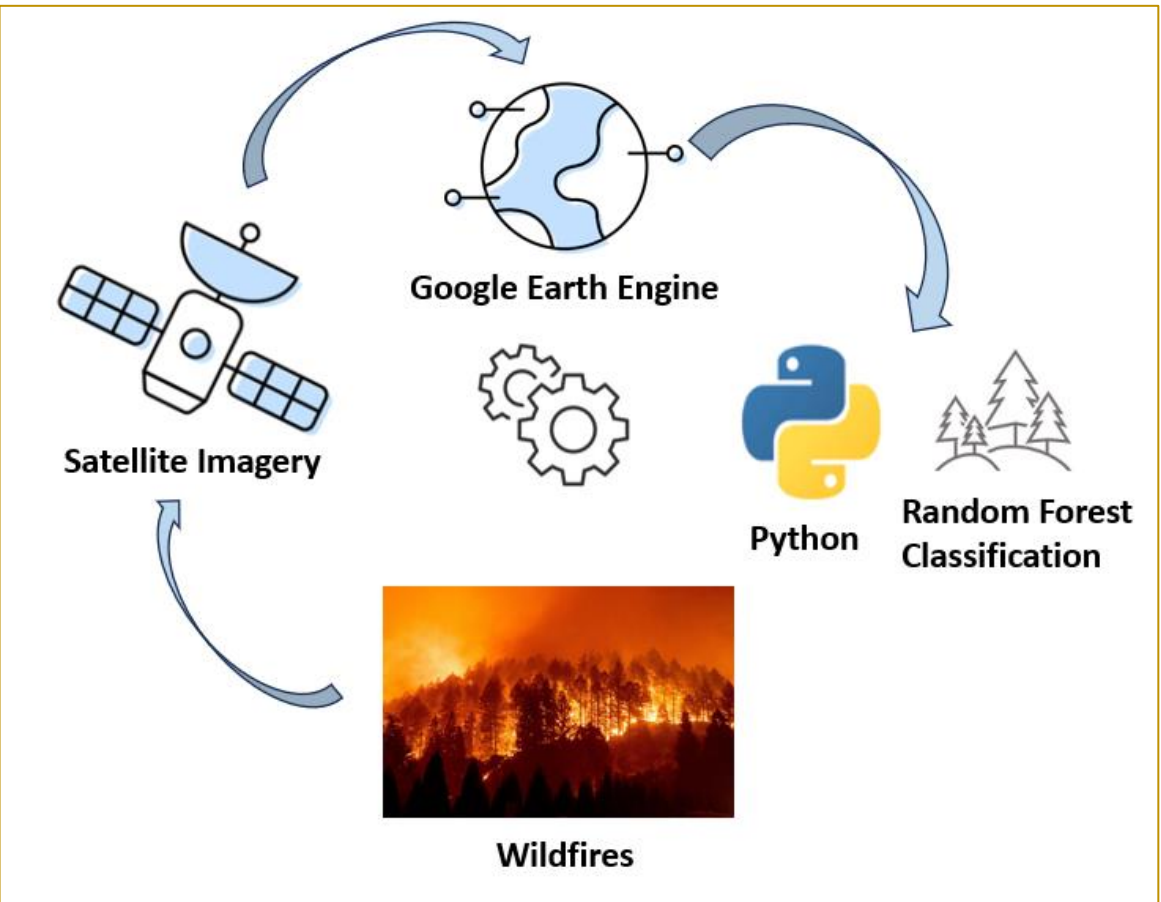 Google Earth Engine
Satellite Imagery
Python
Random Forest
Classification
Wildfires